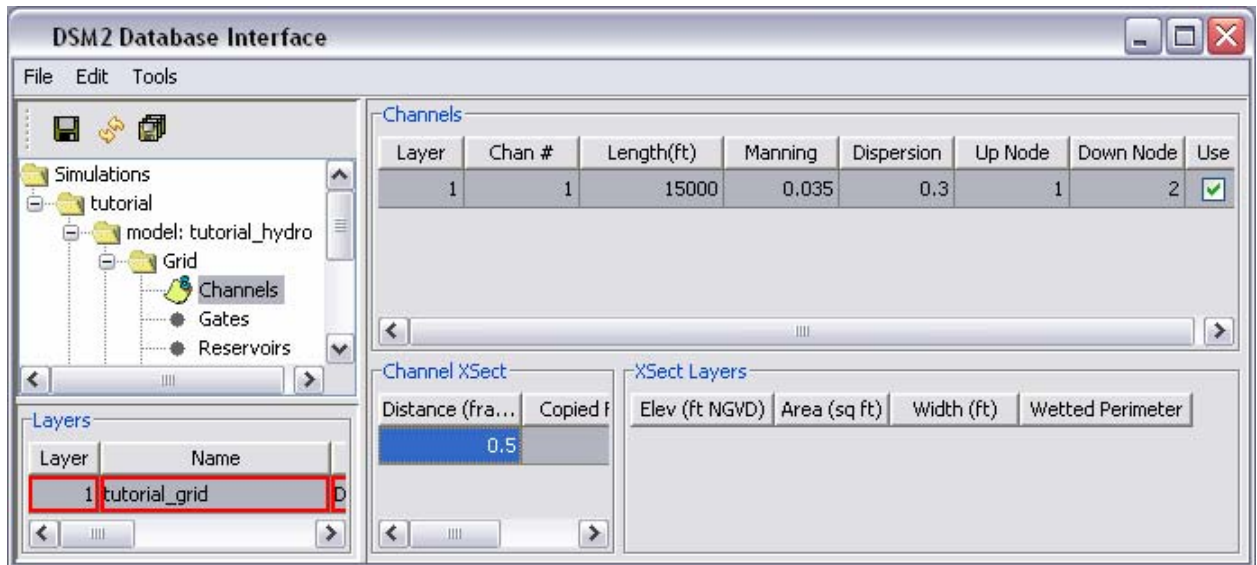 DSM2 Database Interface
File Edit Tools
Simulations
tutorial
model: tutorial_hydro
Grid
Channels
Gates
Reservoirs
Layers
Layer Name
1 tutorial_grid D
Channels
Layer Chan # Length(ft) Manning Dispersion Up Node Down Node Use
1 1 15000 0.035 0.3 1 2
Channel XSect
Distance (fra... Copied F
0.5
XSect Layers
Elev (ft NGVD) Area (sq ft) Width (ft) Wetted Perimeter